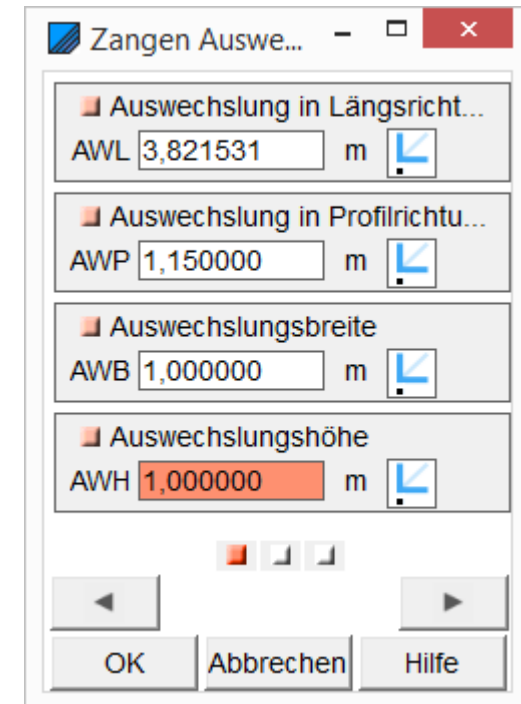 Zangen Auswe...
Auswechslung in Längsricht...
AWL 3,821531 m
Auswechslung in Profilrichtu...
AWP 1,150000 m
Auswechslungsbreite
AWB 1,000000 m
Auswechslungshöhe
AWH 1,000000 m
OK Abbrechen Hilfe